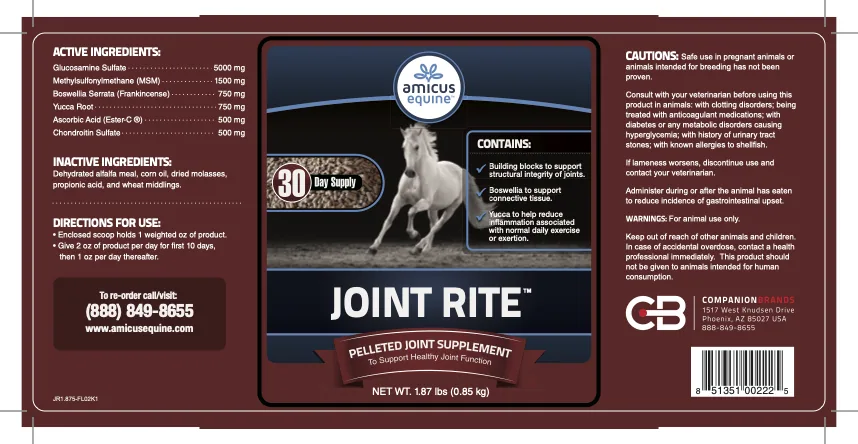 ACTIVE INGREDIENTS:
Glucosamine Sulfate 5000 mg
Methylsulfonylmethane (MSM) 1500 mg
Boswellia Serrata (Frankincense) 750 mg
Yucca Root 750 mg
Ascorbic Acid (Ester-C ®) 500 mg
Chondroitin Sulfate 500 mg
INACTIVE INGREDIENTS:
Dehydrated alfalfa meal, corn oil, dried molasses,
propionic acid, and wheat middlings.
DIRECTIONS FOR USE:
• Enclosed scoop holds 1 weighted oz of product.
• Give 2 oz of product per day for first 10 days,
then 1 oz per day thereafter.
To re-order call/visit:
(888) 849-8655
www.amicusequine.com
JR1.875-FL02K1
amicus
equine™
30 Day Supply
CONTAINS:
✓ Building blocks to support
structural integrity of joints.
✓ Boswellia to support
connective tissue.
✓ Yucca to help reduce
inflammation associated
with normal daily exercise
or exertion.
JOINT RITE™
PELLETED JOINT SUPPLEMENT
To Support Healthy Joint Function
NET WT. 1.87 lbs (0.85 kg)
CAUTIONS: Safe use in pregnant animals or
animals intended for breeding has not been
proven.
Consult with your veterinarian before using this
product in animals: with clotting disorders; being
treated with anticoagulant medications; with
diabetes or any metabolic disorders causing
hyperglycemia; with history of urinary tract
stones; with known allergies to shellfish.
If lameness worsens, discontinue use and
contact your veterinarian.
Administer during or after the animal has eaten
to reduce incidence of gastrointestinal upset.
WARNINGS: For animal use only.
Keep out of reach of other animals and children.
In case of accidental overdose, contact a health
professional immediately. This product should
not be given to animals intended for human
consumption.
CB
COMPANIONBRANDS
1517 West Knudsen Drive
Phoenix, AZ 85027 USA
888-849-8655
8 51351 00222 5